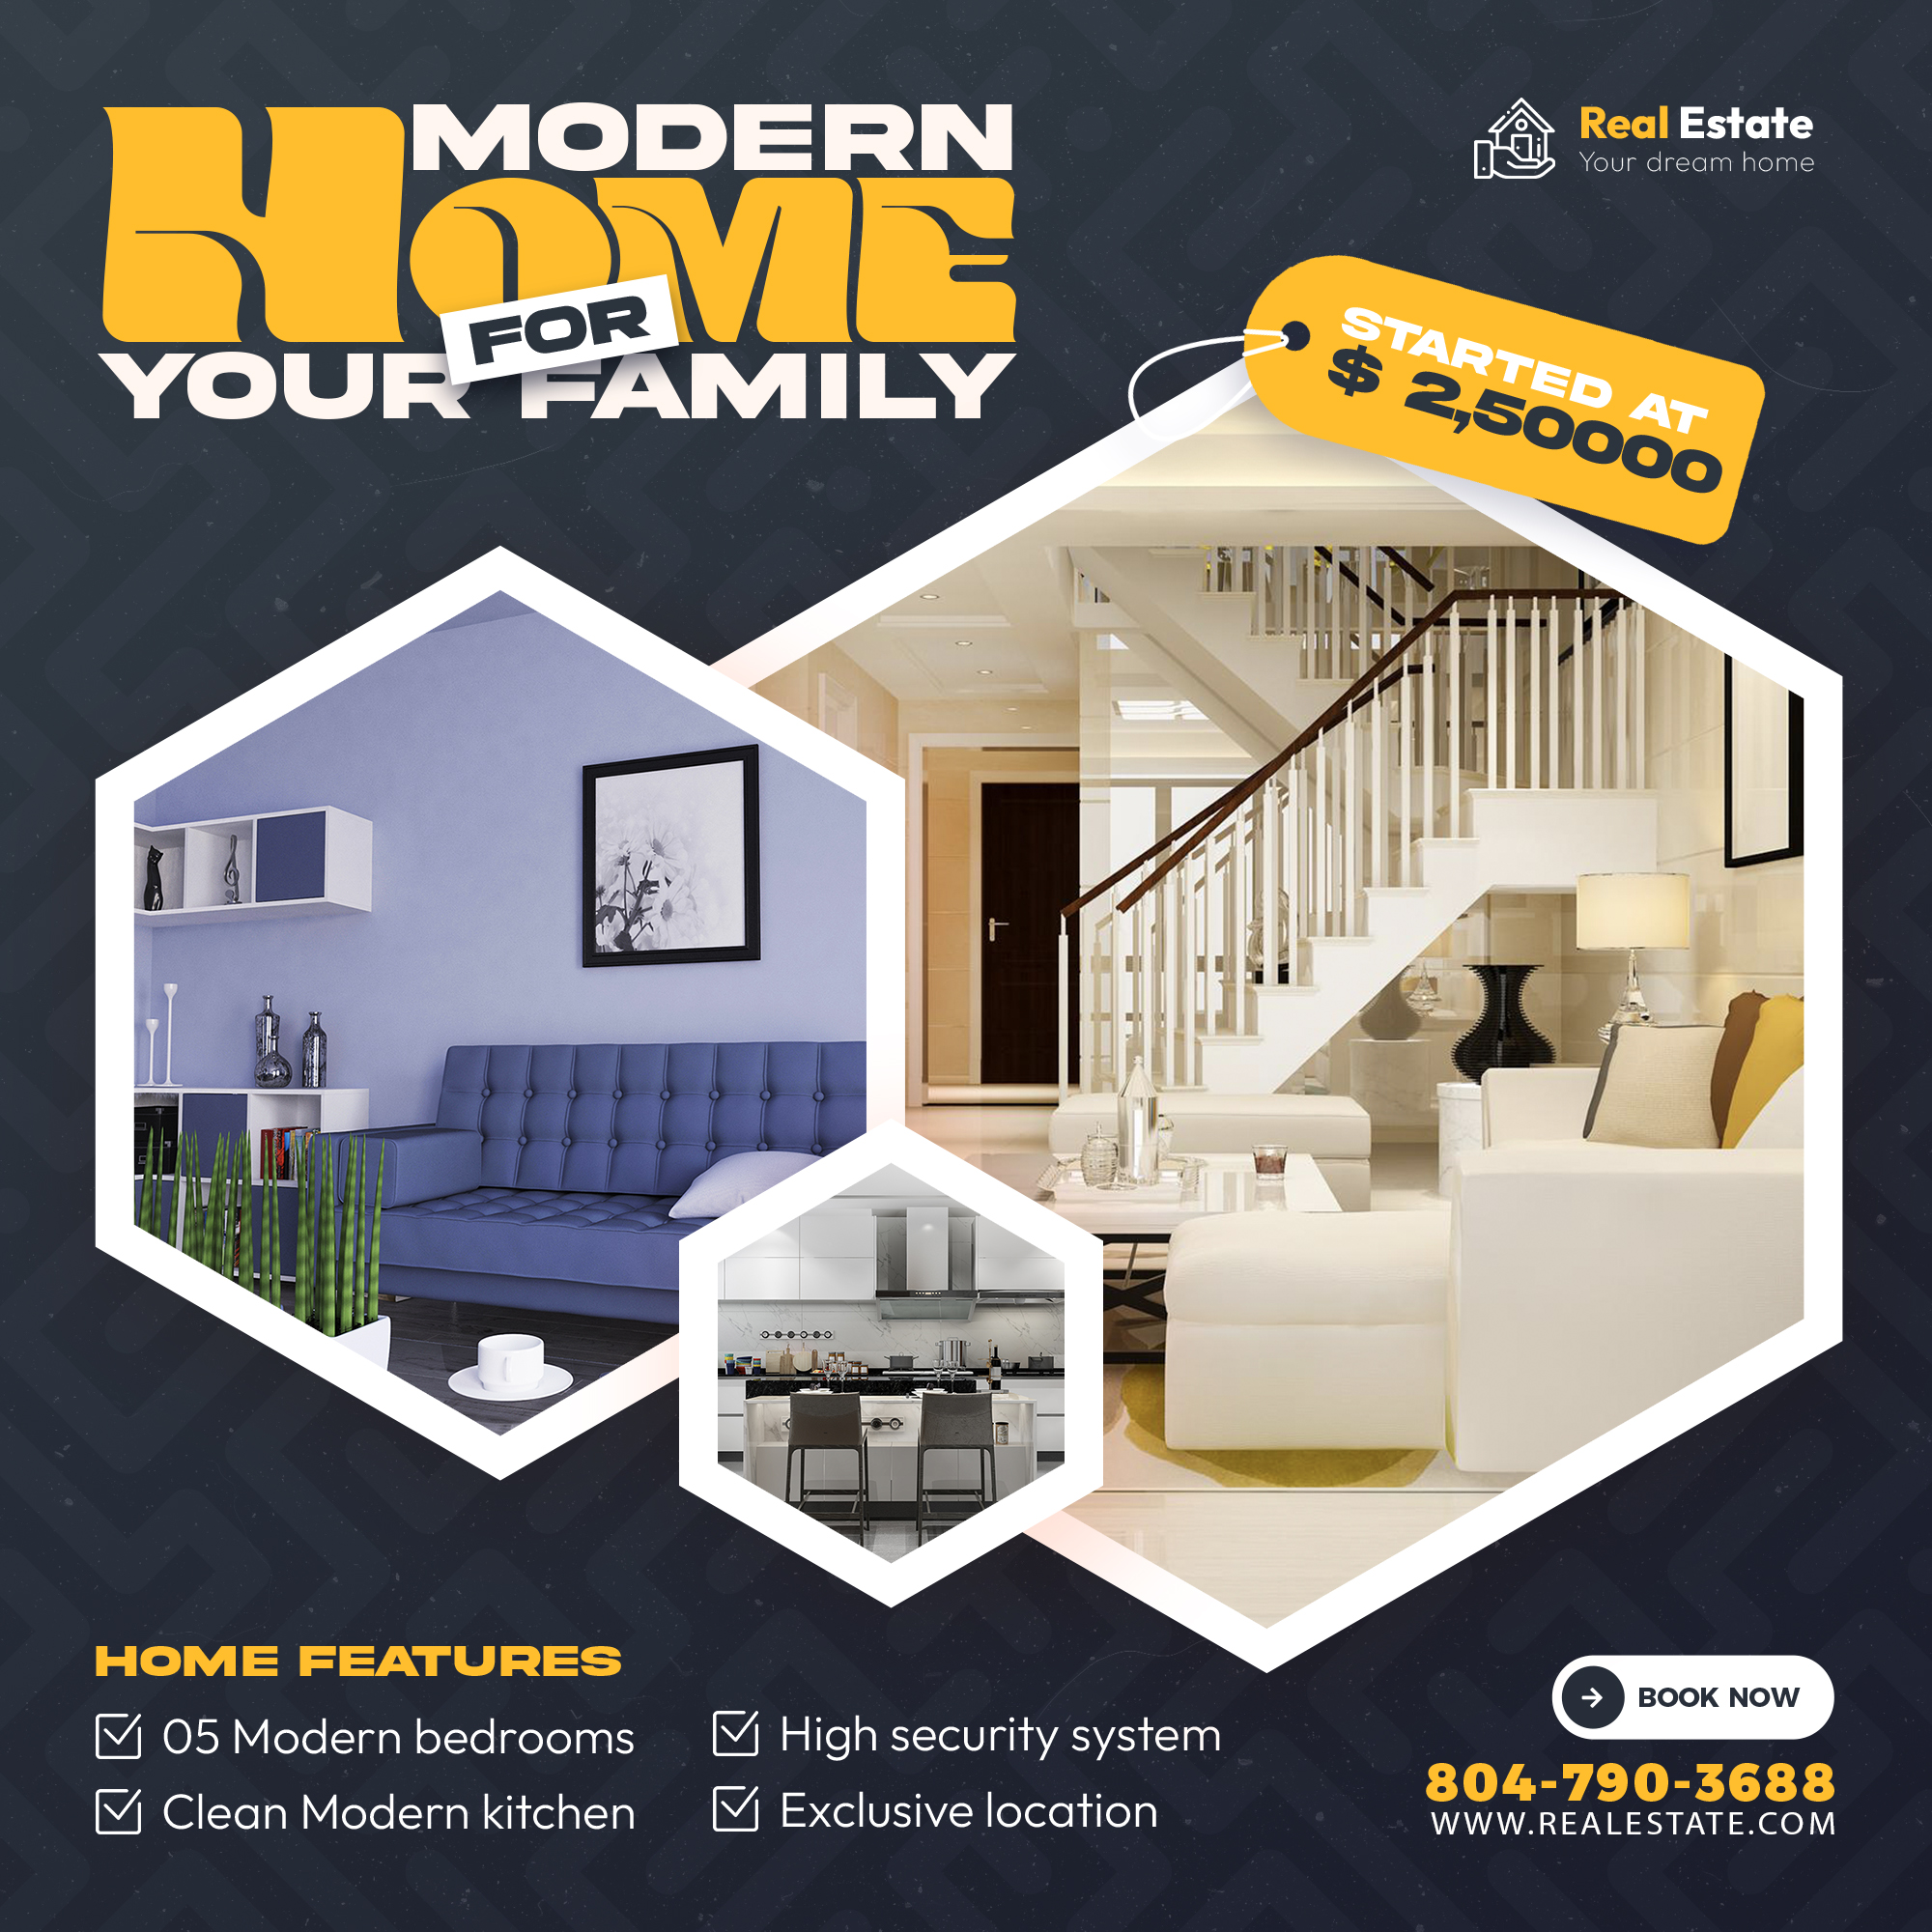 MODERN
HOME
FOR
YOUR FAMILY
Real Estate
Your dream home
STARTED AT
$ 2,50000
HOME FEATURES
05 Modern bedrooms
Clean Modern kitchen
High security system
Exclusive location
BOOK NOW
804-790-3688
WWW.REALESTATE.COM